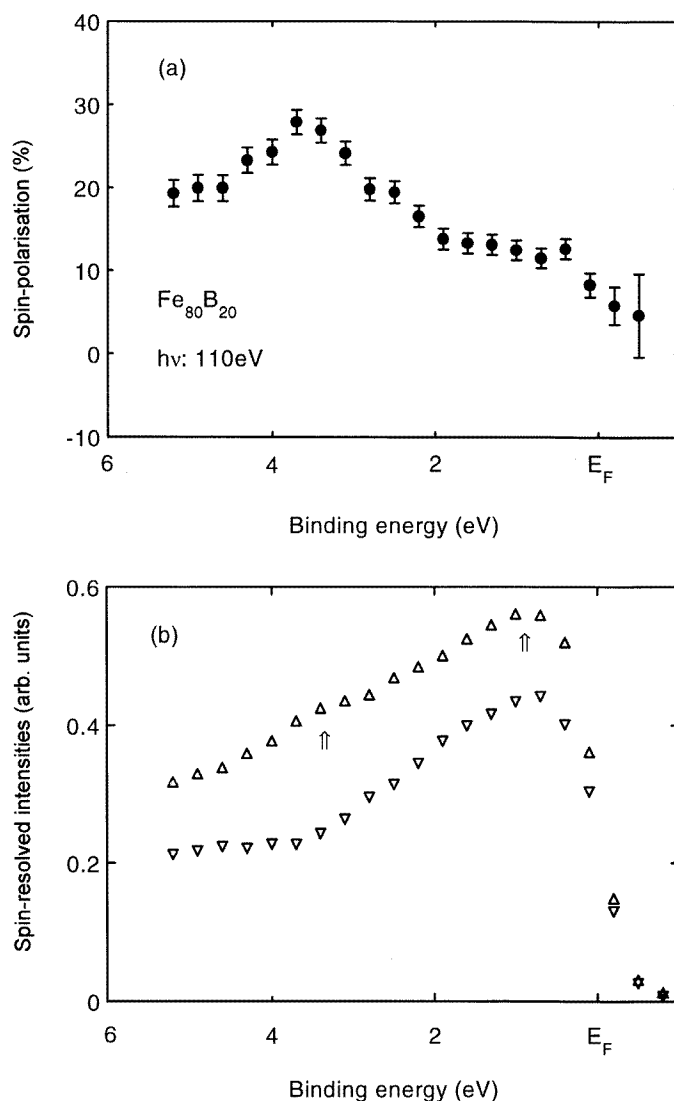 (a)
Spin-polarisation (%)
40
30
20
10
0
-10
Fe80B20
hν: 110eV
6
4
2
EF
Binding energy (eV)
(b)
Spin-resolved intensities (arb. units)
0.6
0.4
0.2
0
⇑
⇑
6
4
2
EF
Binding energy (eV)